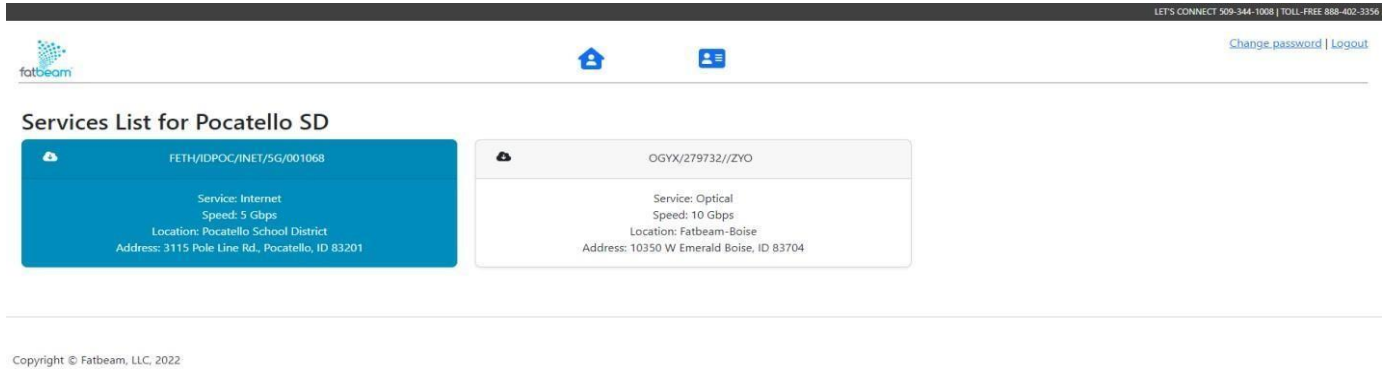 LET'S CONNECT 509-344-1008 | TOLL-FREE 888-402-3356
fatbeam
Change password | Logout
Services List for Pocatello SD
FETH/IDPOC/INET/5G/001068
Service: Internet
Speed: 5 Gbps
Location: Pocatello School District
Address: 3115 Pole Line Rd., Pocatello, ID 83201
OGYX/279732//ZYO
Service: Optical
Speed: 10 Gbps
Location: Fatbeam-Boise
Address: 10350 W Emerald Boise, ID 83704
Copyright © Fatbeam, LLC, 2022